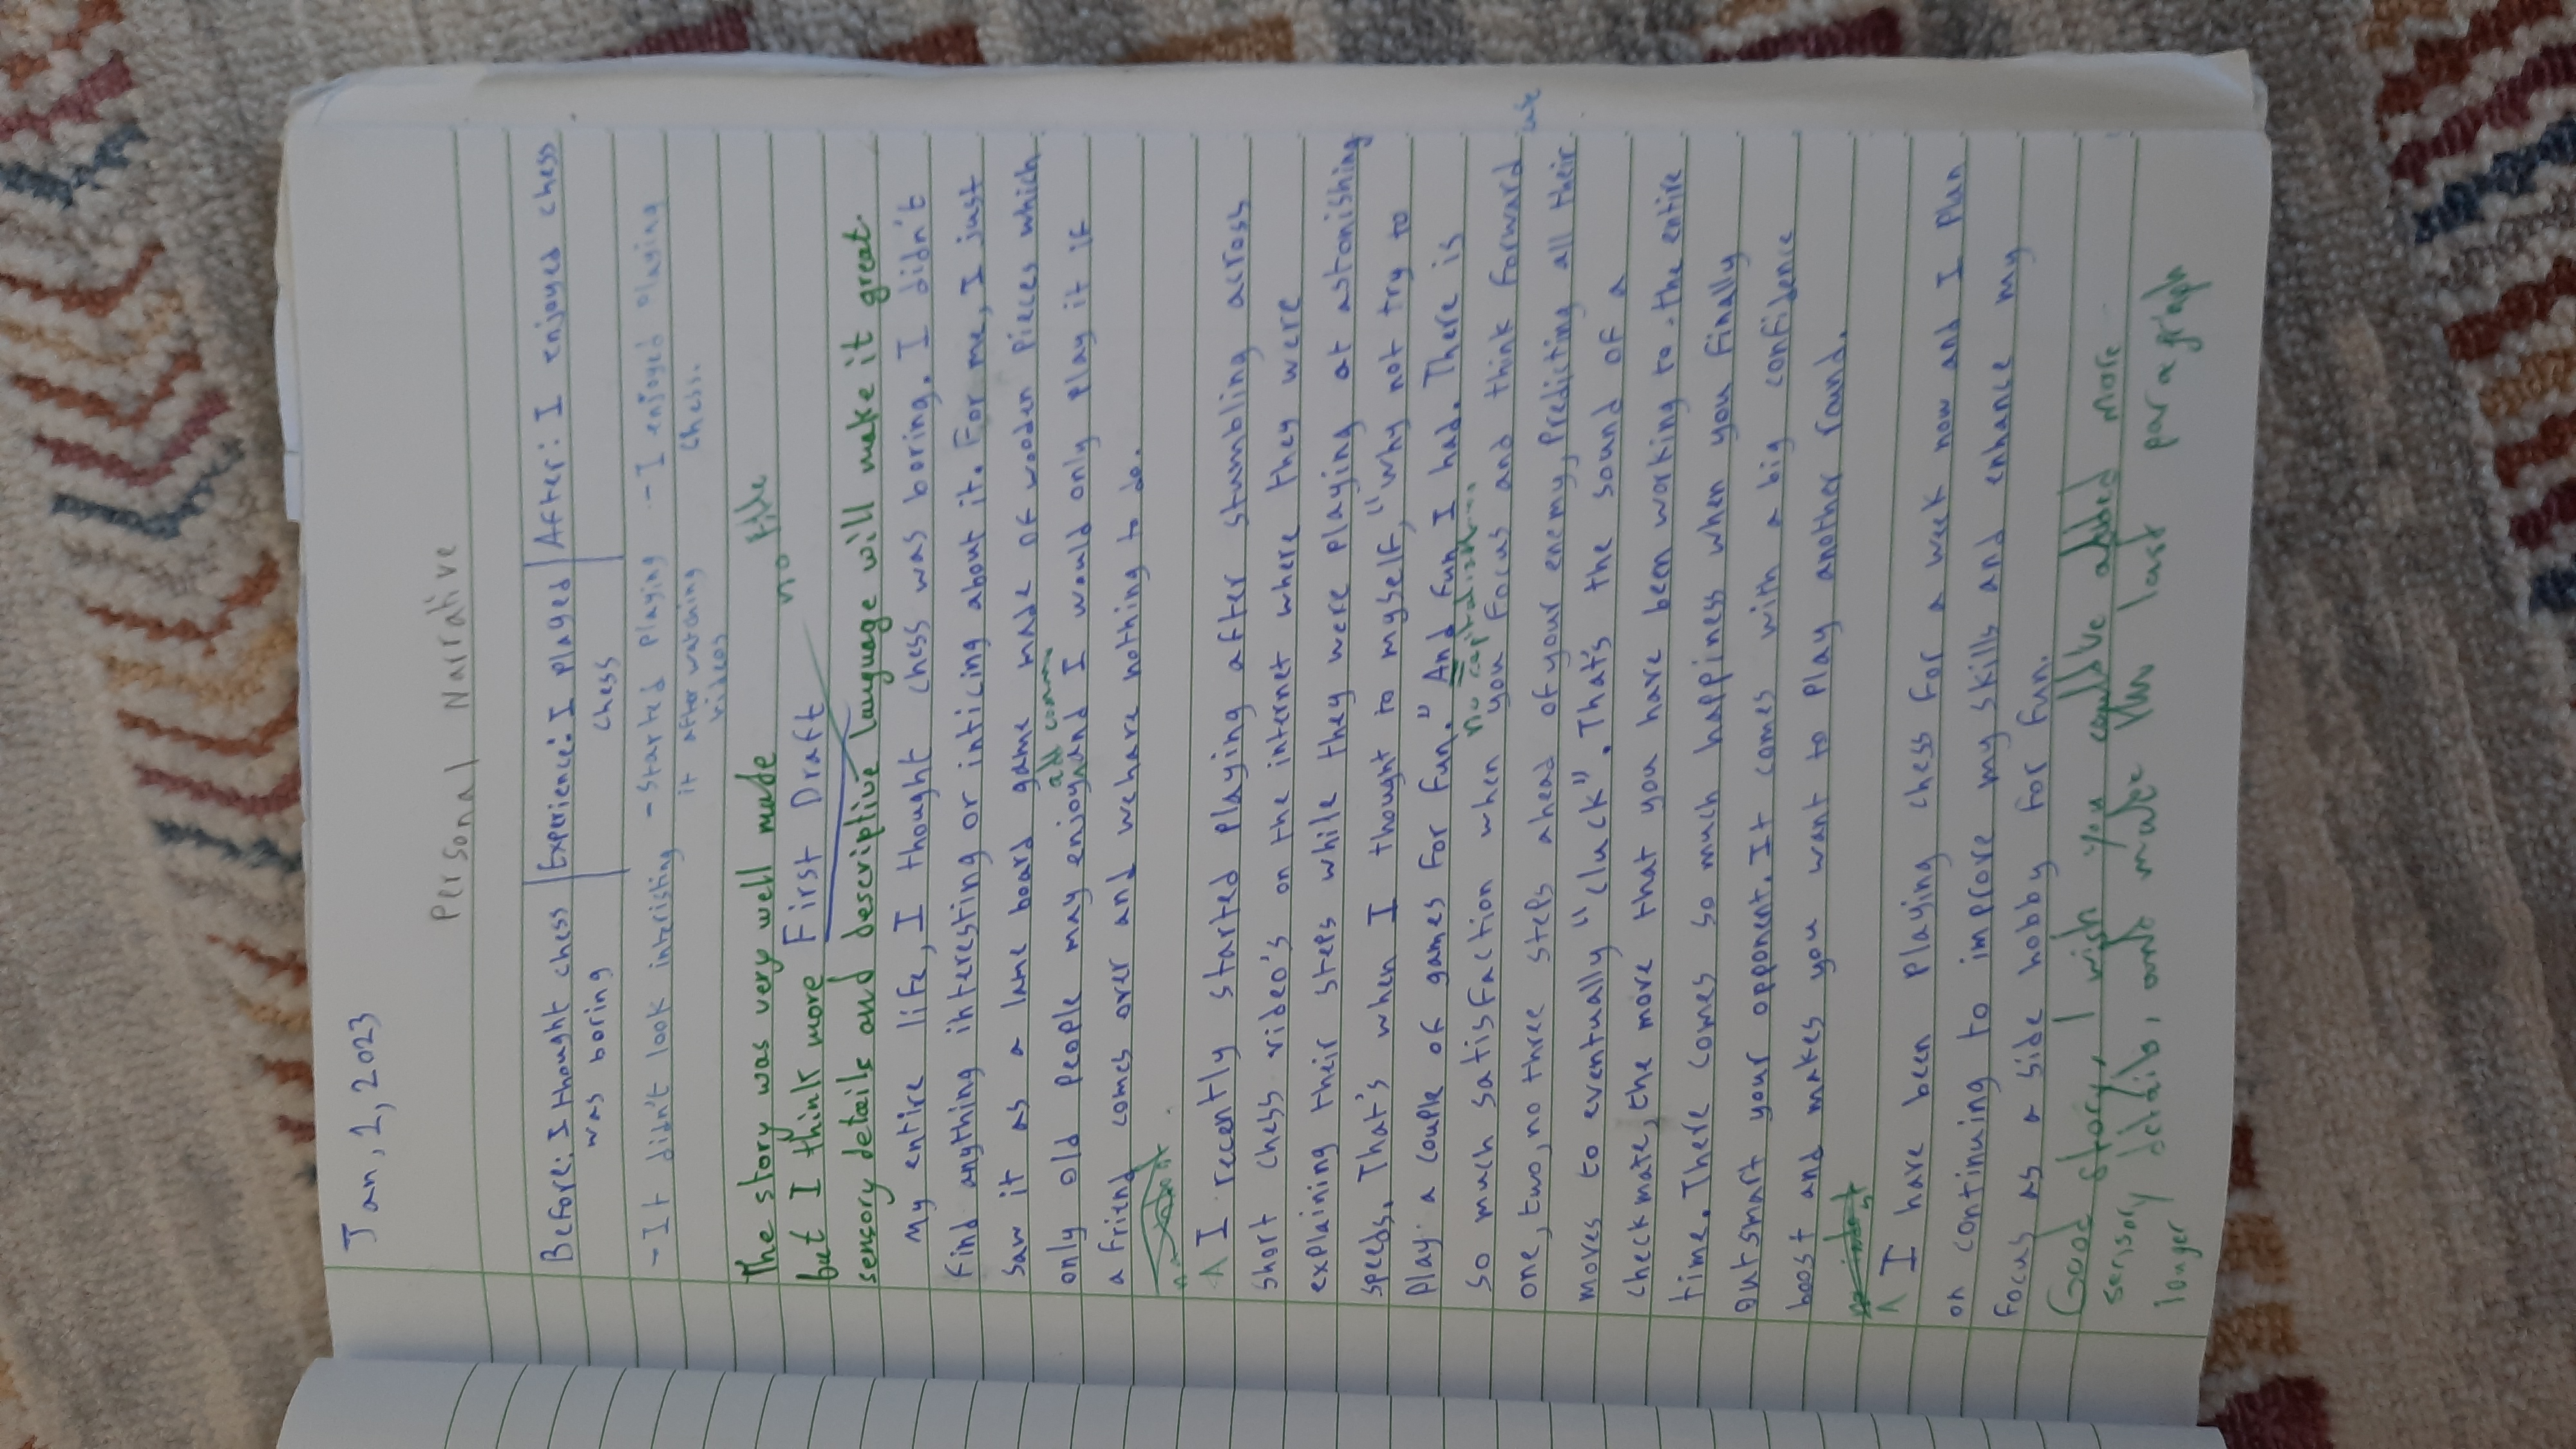 Jan, 1, 2023
Personal Narrative
Before: I thought chess was boring
Experience: I played chess
After: I enjoyed chess
- It didn't look interisting
- started playing it after watching videos
- I enjoyed playing chess.
The story was very well made
no title
but I think more
First Draft
sensory details and descriptive language will make it great.
My entire life, I thought chess was boring. I didn't
find anything interesting or inticing about it. For me, I just
saw it as a lame board game made of wooden pieces which
add comma
only old people may enjoy and I would only play it if
a friend comes over and we have nothing to do.
I recently started playing after stumbling across
short chess video's on the internet where they were
explaining their steps while they were playing at astonishing
speeds. That's when I thought to myself, "why not try to
play a couple of games for fun." And fun I had. There is
so much satisfaction when you focus and think forward
one, two, no three steps ahead of your enemy, predicting all their
moves to eventually "cluck". That's the sound of a
checkmate, the move that you have been working to the entire
time. There comes so much happiness when you finally
outsmart your opponent. It comes with a big confidence
boost and makes you want to play another round.
I have been playing chess for a week now and I plan
on continuing to improve my skills and enhance my
focus as a side hobby for fun.
Good story, I wish you could've added more
sensory details, and make the last paragraph
longer